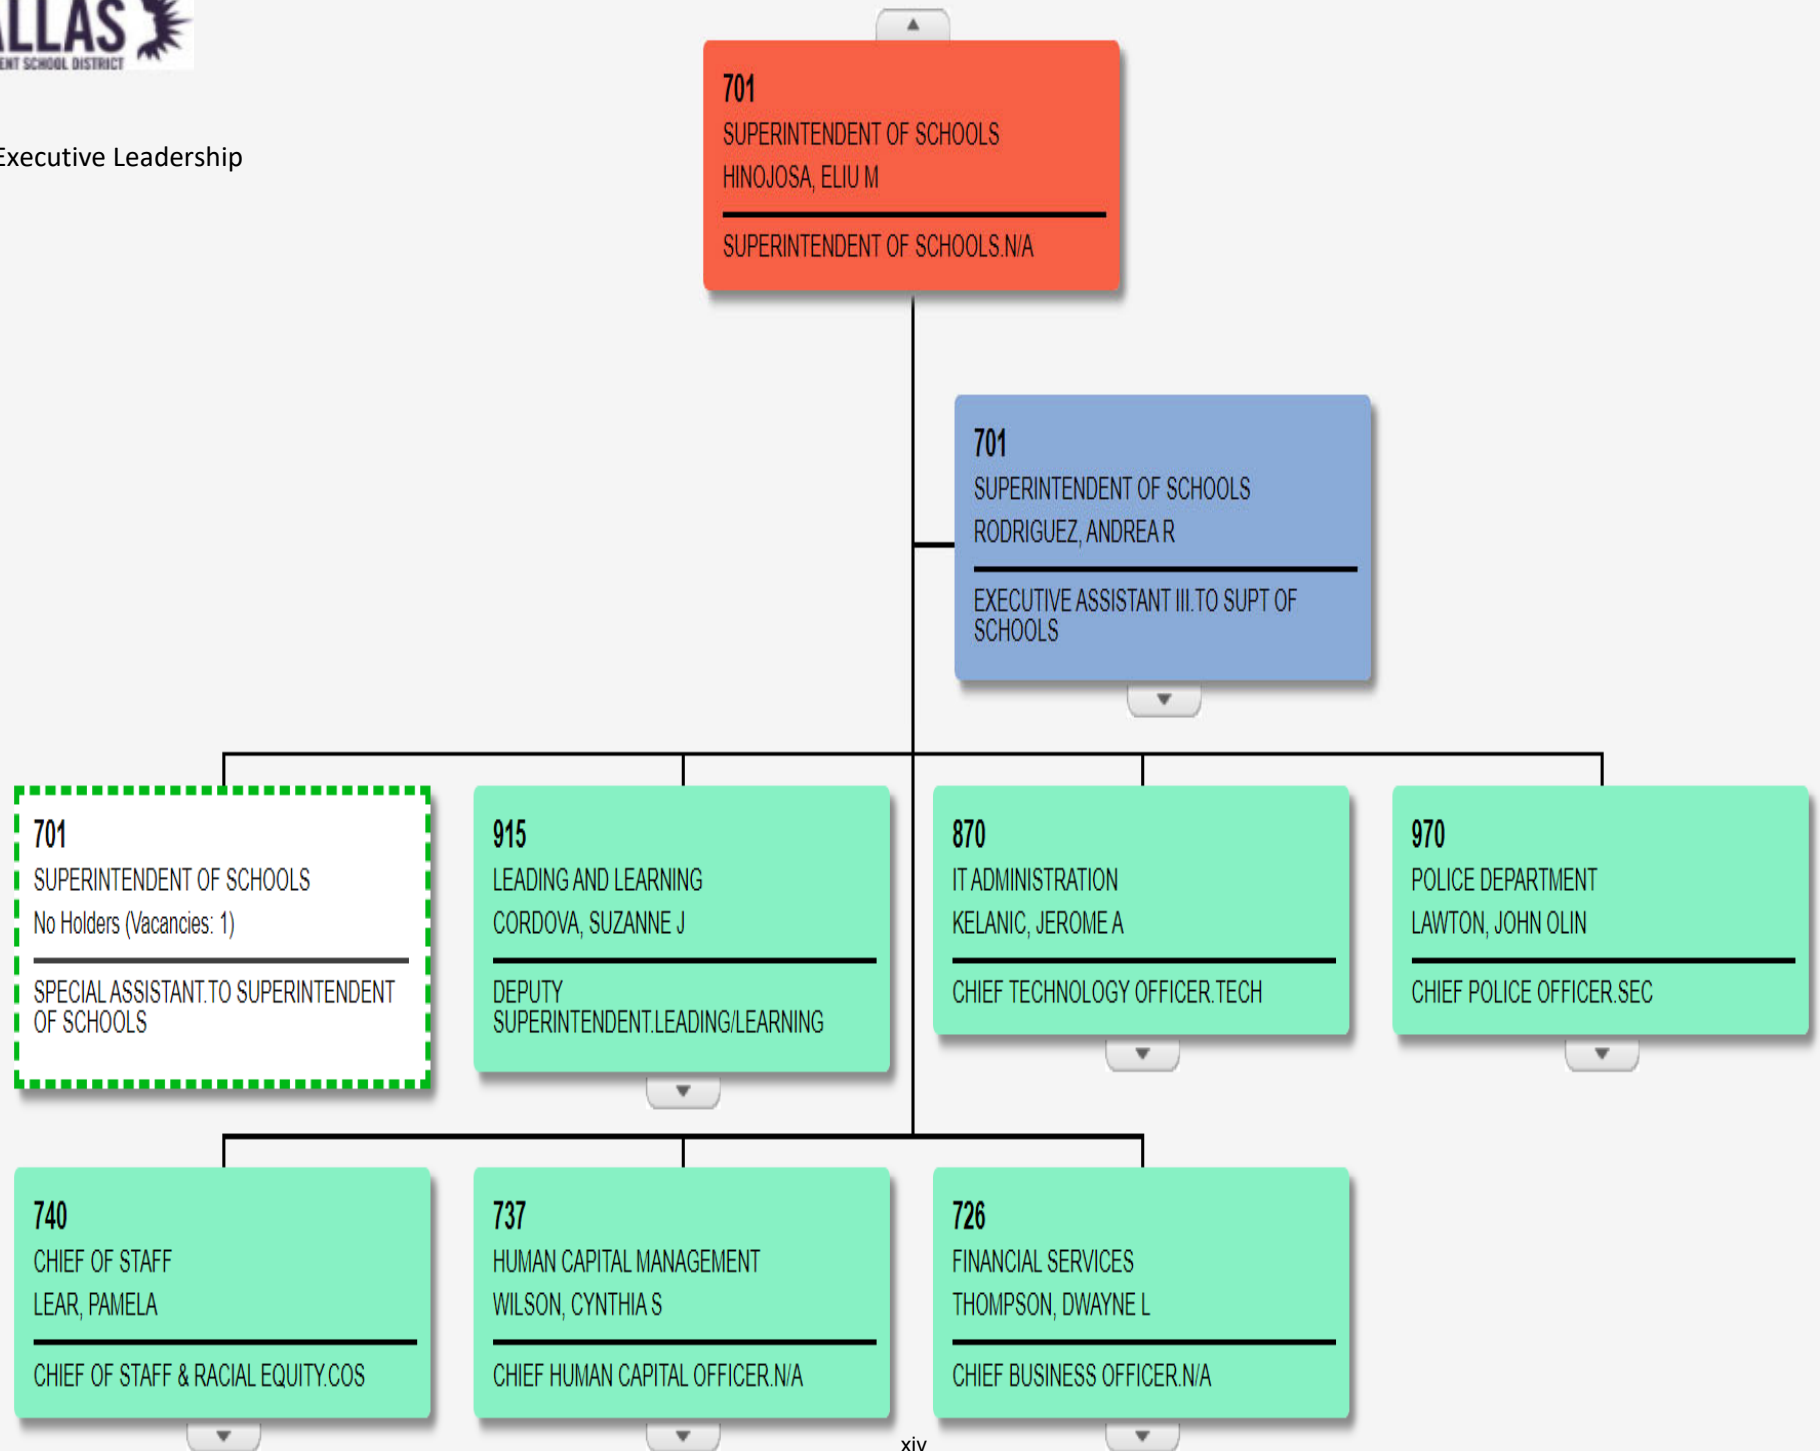 ALLAS
ENT SCHOOL DISTRICT
Executive Leadership
701
SUPERINTENDENT OF SCHOOLS
HINOJOSA, ELIU M
SUPERINTENDENT OF SCHOOLS.N/A
701
SUPERINTENDENT OF SCHOOLS
RODRIGUEZ, ANDREA R
EXECUTIVE ASSISTANT III.TO SUPT OF
SCHOOLS
701
SUPERINTENDENT OF SCHOOLS
No Holders (Vacancies: 1)
SPECIAL ASSISTANT.TO SUPERINTENDENT
OF SCHOOLS
915
LEADING AND LEARNING
CORDOVA, SUZANNE J
DEPUTY
SUPERINTENDENT.LEADING/LEARNING
870
IT ADMINISTRATION
KELANIC, JEROME A
CHIEF TECHNOLOGY OFFICER.TECH
970
POLICE DEPARTMENT
LAWTON, JOHN OLIN
CHIEF POLICE OFFICER.SEC
740
CHIEF OF STAFF
LEAR, PAMELA
CHIEF OF STAFF & RACIAL EQUITY.COS
737
HUMAN CAPITAL MANAGEMENT
WILSON, CYNTHIA S
CHIEF HUMAN CAPITAL OFFICER.N/A
726
FINANCIAL SERVICES
THOMPSON, DWAYNE L
CHIEF BUSINESS OFFICER.N/A
xiv